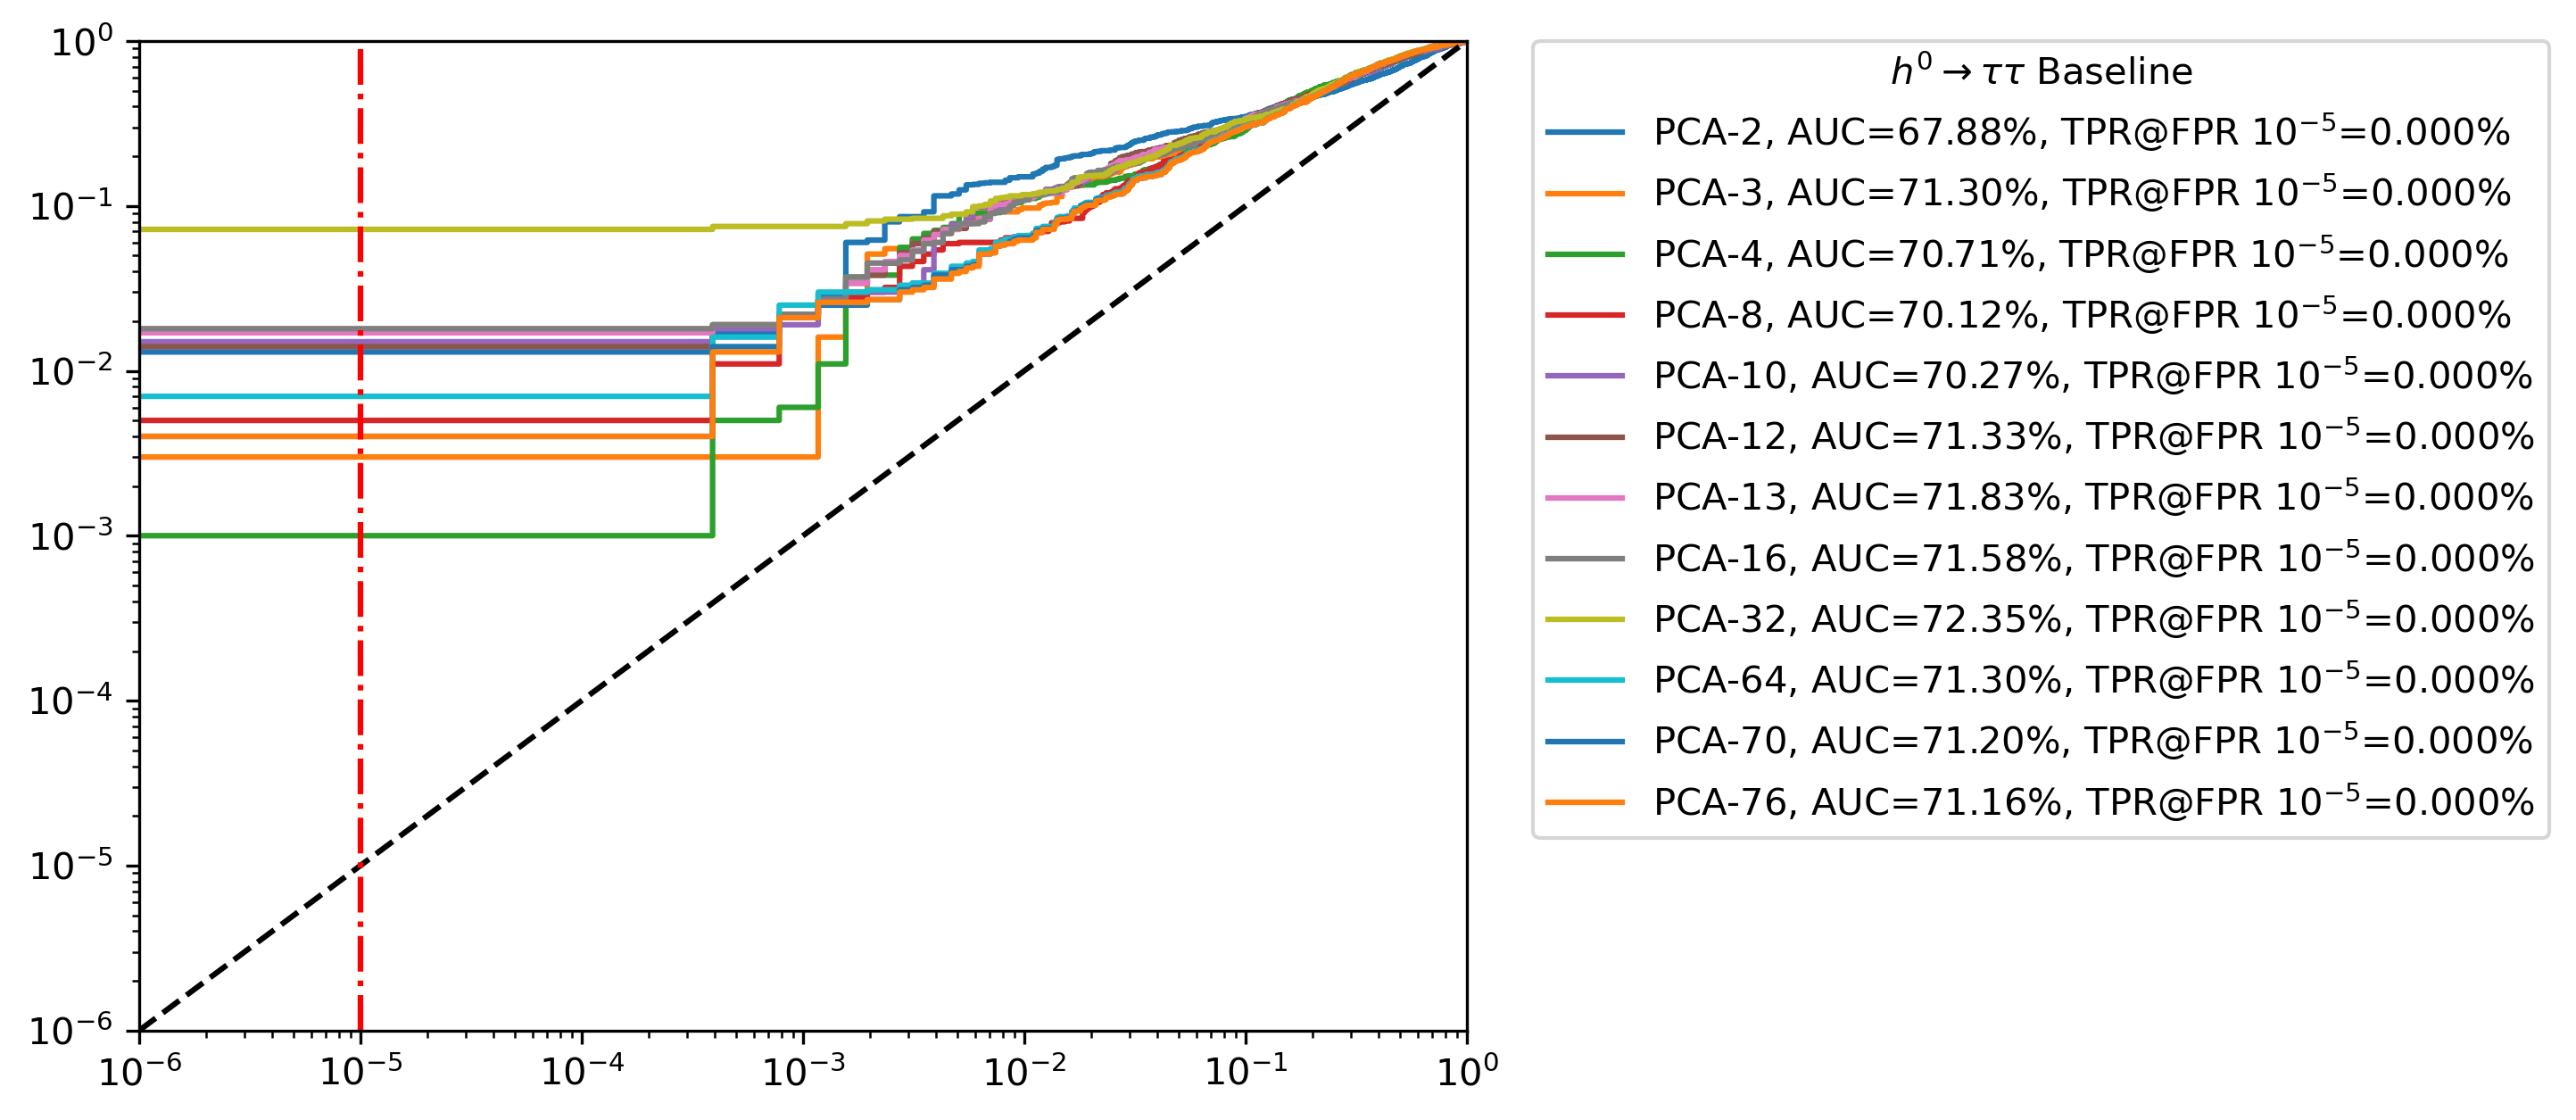 10⁰
10⁻¹
10⁻²
10⁻³
10⁻⁴
10⁻⁵
10⁻⁶
10⁻⁶ 10⁻⁵ 10⁻⁴ 10⁻³ 10⁻² 10⁻¹ 10⁰
h⁰ → ττ Baseline
PCA-2, AUC=67.88%, TPR@FPR 10⁻⁵=0.000%
PCA-3, AUC=71.30%, TPR@FPR 10⁻⁵=0.000%
PCA-4, AUC=70.71%, TPR@FPR 10⁻⁵=0.000%
PCA-8, AUC=70.12%, TPR@FPR 10⁻⁵=0.000%
PCA-10, AUC=70.27%, TPR@FPR 10⁻⁵=0.000%
PCA-12, AUC=71.33%, TPR@FPR 10⁻⁵=0.000%
PCA-13, AUC=71.83%, TPR@FPR 10⁻⁵=0.000%
PCA-16, AUC=71.58%, TPR@FPR 10⁻⁵=0.000%
PCA-32, AUC=72.35%, TPR@FPR 10⁻⁵=0.000%
PCA-64, AUC=71.30%, TPR@FPR 10⁻⁵=0.000%
PCA-70, AUC=71.20%, TPR@FPR 10⁻⁵=0.000%
PCA-76, AUC=71.16%, TPR@FPR 10⁻⁵=0.000%